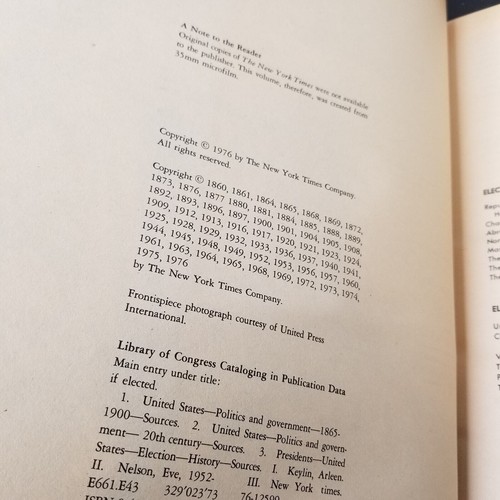 A Note to the Reader
Original copies of The New York Times were not available
to the publisher. This volume, therefore, was created from
35mm microfilm.
Copyright © 1976 by The New York Times Company.
All rights reserved.
Copyright © 1860, 1861, 1864, 1865, 1868, 1869, 1872,
1873, 1876, 1877 1880, 1881, 1884, 1885, 1888, 1889,
1892, 1893, 1896, 1897, 1900, 1901, 1904, 1905, 1908,
1909, 1912, 1913, 1916, 1917, 1920, 1921, 1923, 1924,
1925, 1928, 1929, 1932, 1933, 1936, 1937, 1940, 1941,
1944, 1945, 1948, 1949, 1952, 1953, 1956, 1957, 1960,
1961, 1963, 1964, 1965, 1968, 1969, 1972, 1973, 1974,
1975, 1976
by The New York Times Company.
Frontispiece photograph courtesy of United Press
International.
Library of Congress Cataloging in Publication Data
Main entry under title:
if elected.
1. United States—Politics and government—1865-
1900—Sources. 2. United States—Politics and govern-
ment— 20th century—Sources. 3. Presidents—United
States—Election—History—Sources. I. Keylin, Arleen.
II. Nelson, Eve, 1952- III. New York times.
E661.E43 329'023'73 76-12599